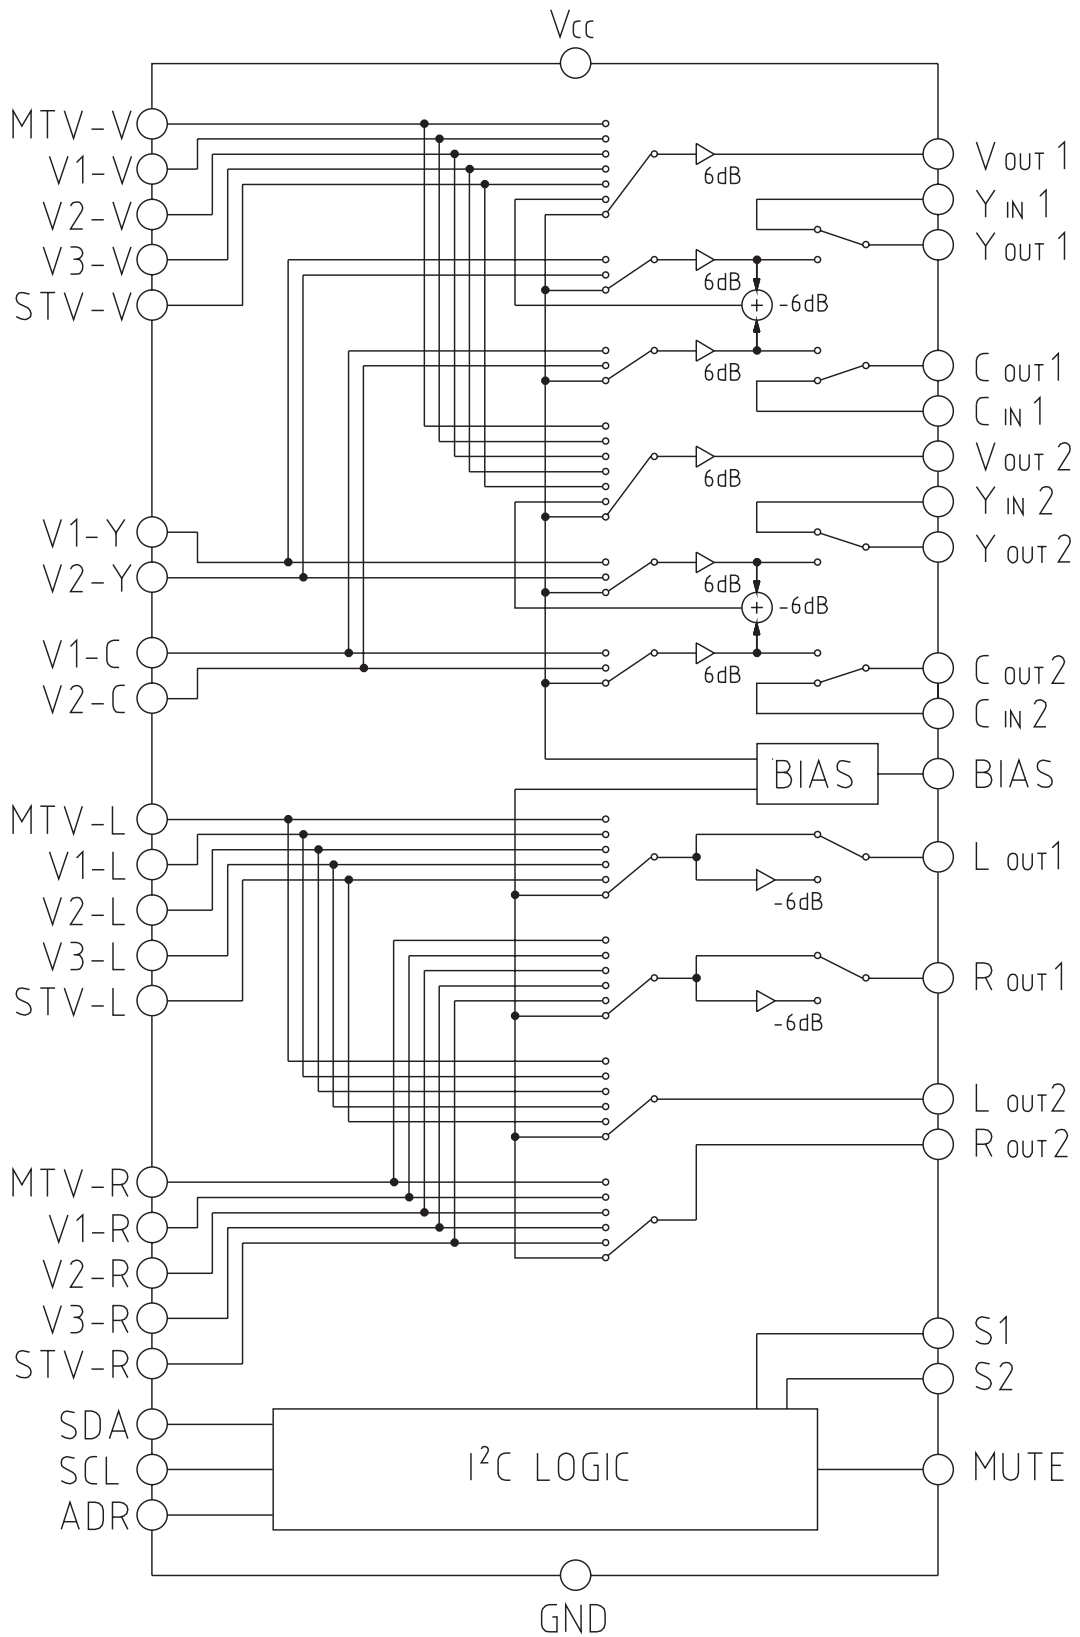 Vcc
MTV-V
V1-V
V2-V
V3-V
STV-V
V1-Y
V2-Y
V1-C
V2-C
MTV-L
V1-L
V2-L
V3-L
STV-L
MTV-R
V1-R
V2-R
V3-R
STV-R
SDA
SCL
ADR
6dB
6dB
-6dB
6dB
6dB
6dB
-6dB
6dB
BIAS
-6dB
-6dB
I²C LOGIC
V OUT 1
Y IN 1
Y OUT 1
C OUT 1
C IN 1
V OUT 2
Y IN 2
Y OUT 2
C OUT 2
C IN 2
BIAS
L OUT1
R OUT1
L OUT2
R OUT2
S1
S2
MUTE
GND